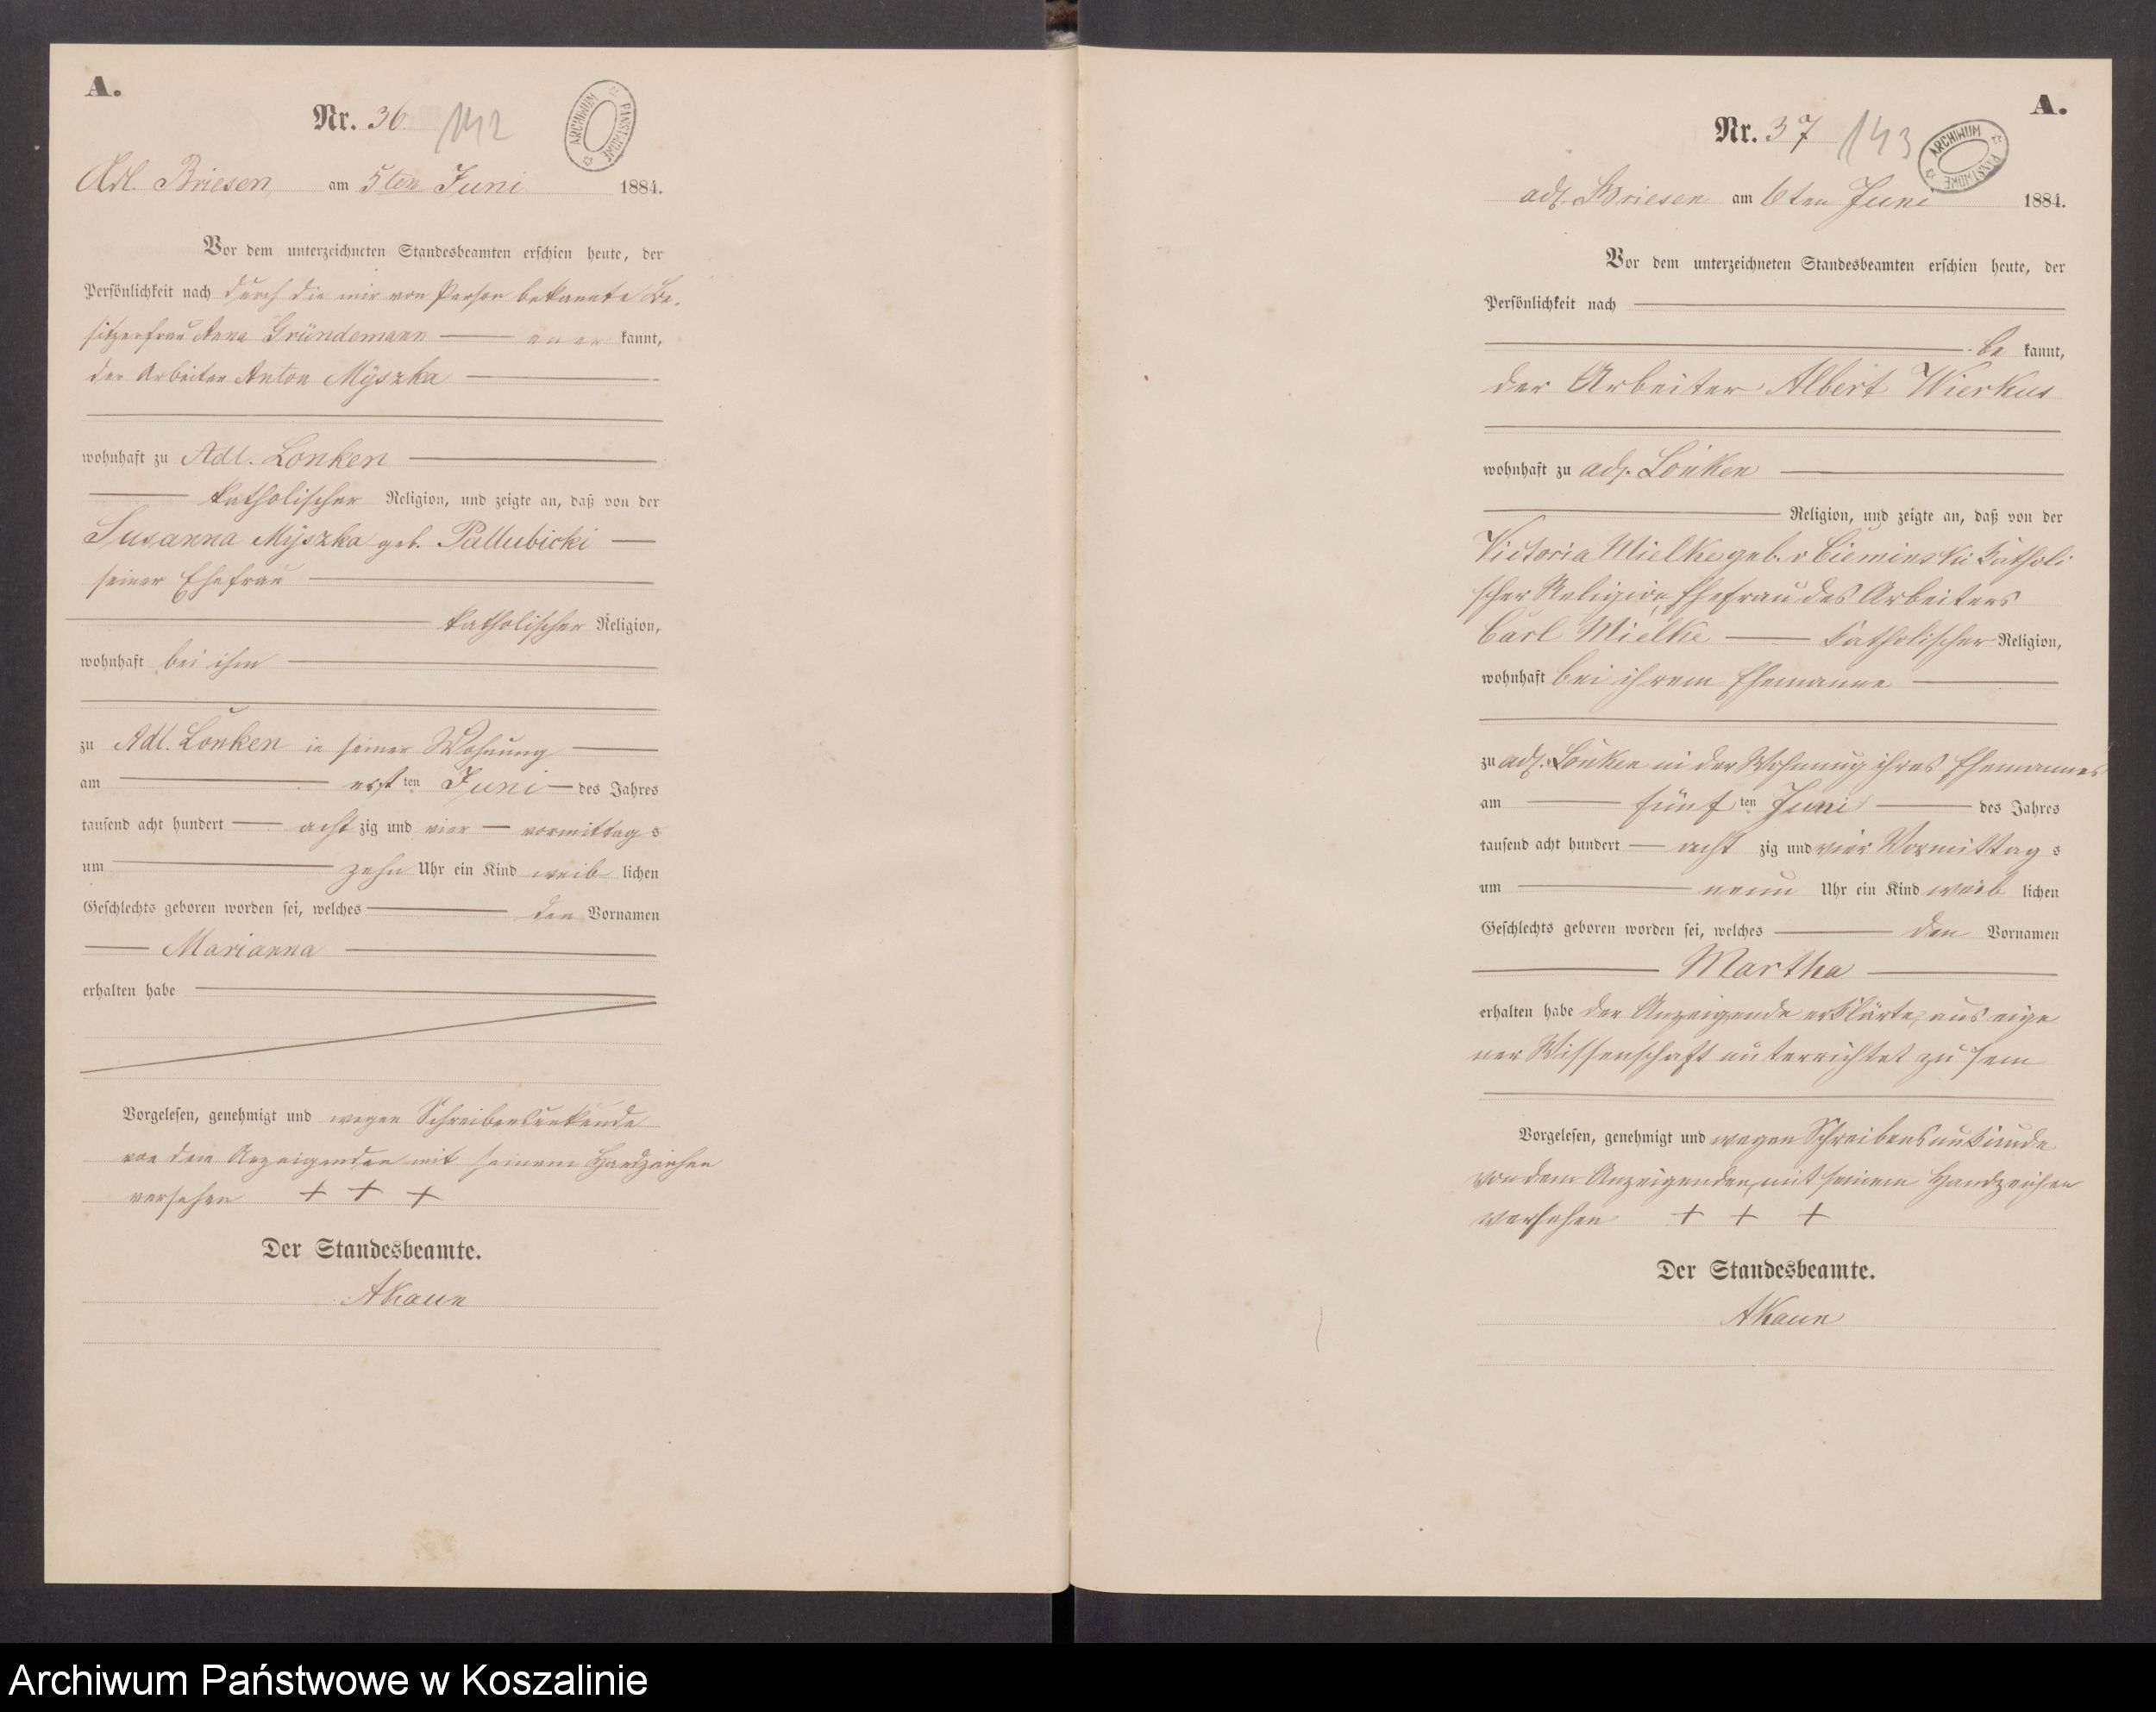 A.
Nr. 36. 142
ARCHIWUM PAŃSTWOWE
Adl. Briesen am 5ten Juni 1884.
Vor dem unterzeichneten Standesbeamten erschien heute, der
Persönlichkeit nach durch die mir von Person bekannte Be-
sitzerfrau Anna Gründemann kannt,
der Arbeiter Anton Myszka
wohnhaft zu Adl. Lonken
katholischer Religion, und zeigte an, daß von der
Susanna Myszka geb. Pallubicki
seiner Ehefrau
katholischer Religion,
wohnhaft bei ihm
zu Adl. Lonken in seiner Wohnung
am ersten Juni des Jahres
tausend acht hundert achtzig und vier vormittags
um zehn Uhr ein Kind weiblichen
Geschlechts geboren worden sei, welches den Vornamen
Marianna
erhalten habe
Vorgelesen, genehmigt und wegen Schreibensunkunde
von dem Anzeigenden mit seinem Handzeichen
versehen + + +
Der Standesbeamte.
AKaun
A.
Nr. 37 143
ARCHIWUM PAŃSTWOWE
adl. Briesen am 6ten Juni 1884.
Vor dem unterzeichneten Standesbeamten erschien heute, der
Persönlichkeit nach
bekannt,
der Arbeiter Albert Wierkus
wohnhaft zu adl. Lonken
Religion, und zeigte an, daß von der
Victoria Mielke geb. v Cieminski katholi
scher Religion, Ehefrau des Arbeiters
Carl Mielke katholischer Religion,
wohnhaft bei ihrem Ehemanne
zu adl. Lonken in der Wohnung ihres Ehemannes
am fünften Juni des Jahres
tausend acht hundert achtzig und vier Vormittags
um neun Uhr ein Kind weiblichen
Geschlechts geboren worden sei, welches den Vornamen
Martha
erhalten habe der Anzeigende erklärte, aus eige
ner Wissenschaft unterrichtet zu sein
Vorgelesen, genehmigt und wegen Schreibensunkunde
von dem Anzeigenden mit seinem Handzeichen
versehen + + +
Der Standesbeamte.
AKaun
Archiwum Państwowe w Koszalinie